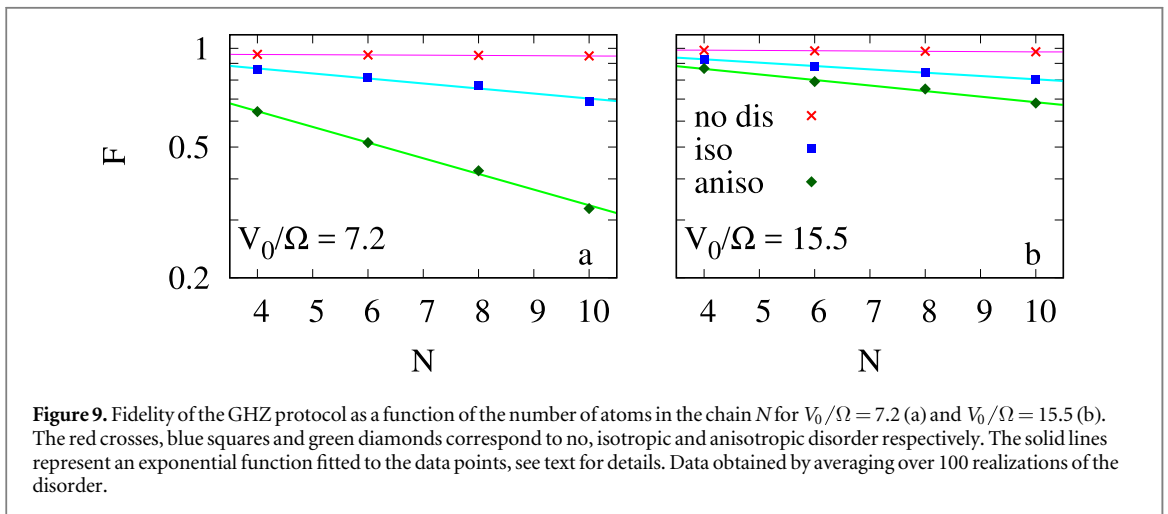 1
0.5
0.2
F
V₀/Ω = 7.2
a
4 5 6 7 8 9 10
N
no dis
iso
aniso
V₀/Ω = 15.5
b
4 5 6 7 8 9 10
N
Figure 9. Fidelity of the GHZ protocol as a function of the number of atoms in the chain N for V₀/Ω = 7.2 (a) and V₀/Ω = 15.5 (b).
The red crosses, blue squares and green diamonds correspond to no, isotropic and anisotropic disorder respectively. The solid lines
represent an exponential function fitted to the data points, see text for details. Data obtained by averaging over 100 realizations of the
disorder.